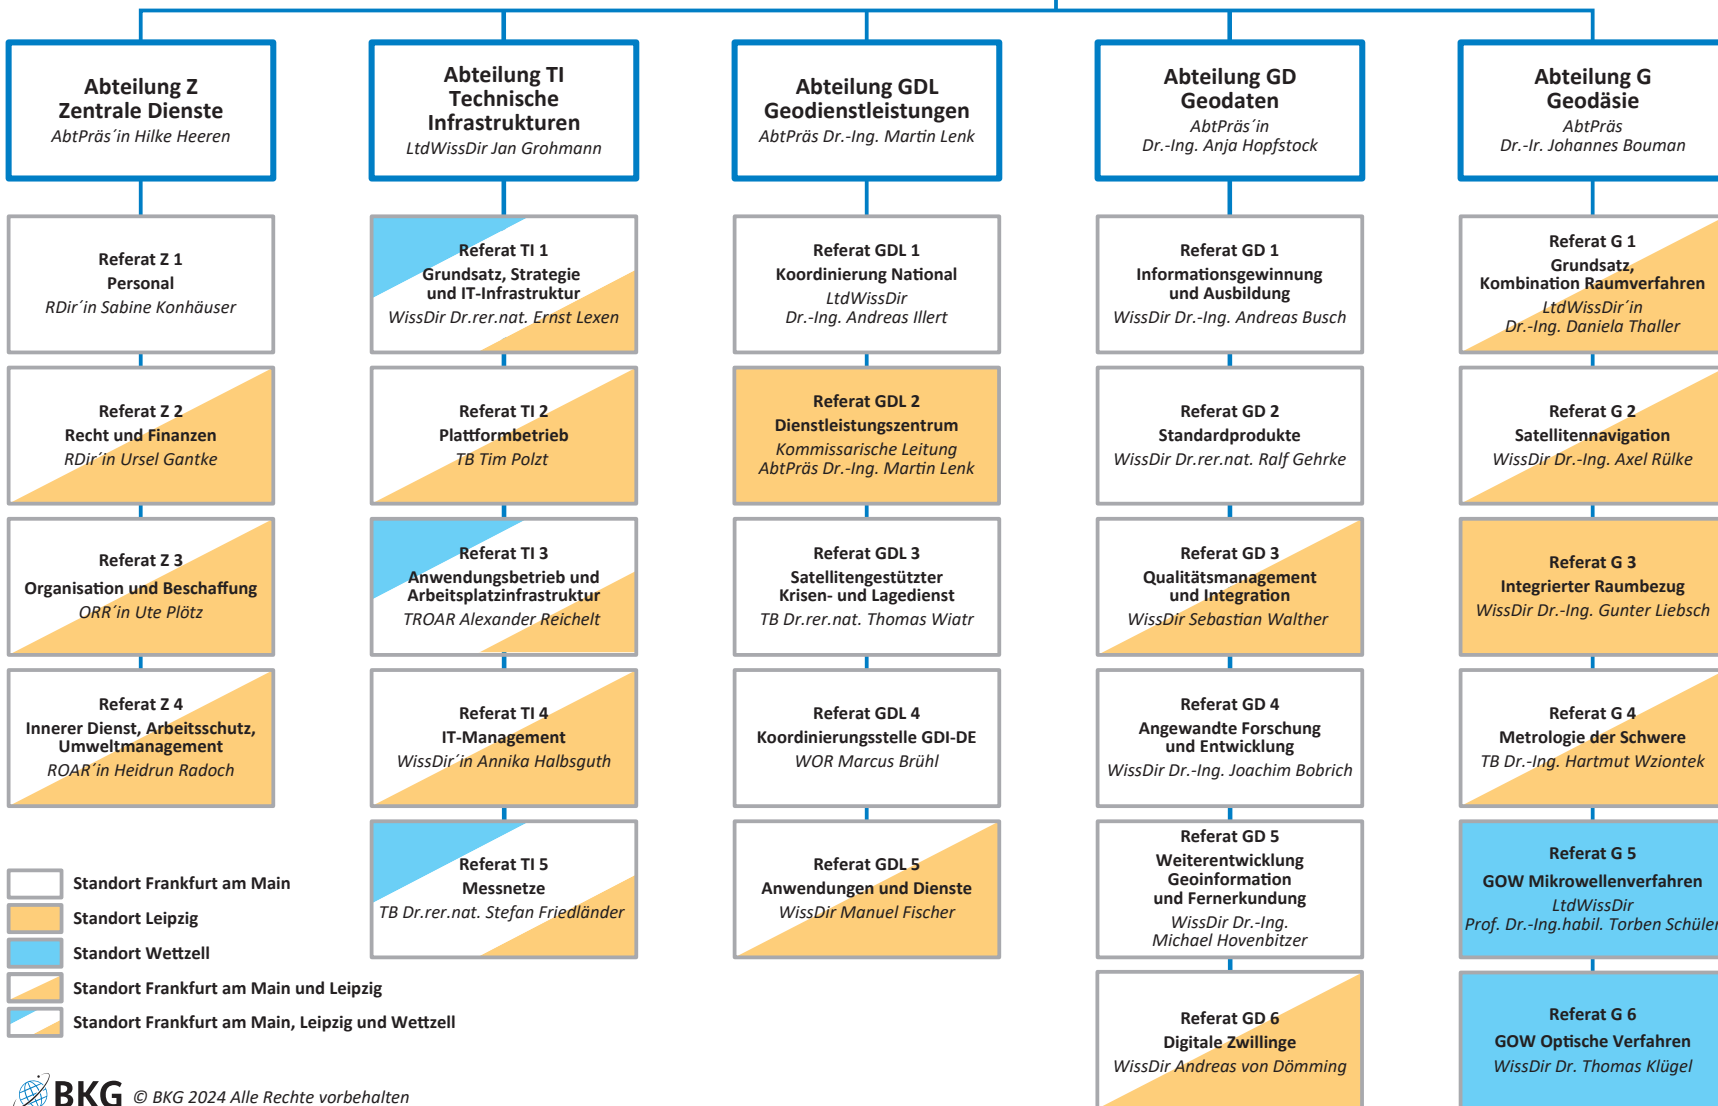 Abteilung Z
Zentrale Dienste
AbtPräs´in Hilke Heeren
Referat Z 1
Personal
RDir´in Sabine Konhäuser
Referat Z 2
Recht und Finanzen
RDir´in Ursel Gantke
Referat Z 3
Organisation und Beschaffung
ORR´in Ute Plötz
Referat Z 4
Innerer Dienst, Arbeitsschutz,
Umweltmanagement
ROAR´in Heidrun Radoch
Abteilung TI
Technische
Infrastrukturen
LtdWissDir Jan Grohmann
Referat TI 1
Grundsatz, Strategie
und IT-Infrastruktur
WissDir Dr.rer.nat. Ernst Lexen
Referat TI 2
Plattformbetrieb
TB Tim Polzt
Referat TI 3
Anwendungsbetrieb und
Arbeitsplatzinfrastruktur
TROAR Alexander Reichelt
Referat TI 4
IT-Management
WissDir´in Annika Halbsguth
Referat TI 5
Messnetze
TB Dr.rer.nat. Stefan Friedländer
Abteilung GDL
Geodienstleistungen
AbtPräs Dr.-Ing. Martin Lenk
Referat GDL 1
Koordinierung National
LtdWissDir
Dr.-Ing. Andreas Illert
Referat GDL 2
Dienstleistungszentrum
Kommissarische Leitung
AbtPräs Dr.-Ing. Martin Lenk
Referat GDL 3
Satellitengestützter
Krisen- und Lagedienst
TB Dr.rer.nat. Thomas Wiatr
Referat GDL 4
Koordinierungsstelle GDI-DE
WOR Marcus Brühl
Referat GDL 5
Anwendungen und Dienste
WissDir Manuel Fischer
Abteilung GD
Geodaten
AbtPräs´in
Dr.-Ing. Anja Hopfstock
Referat GD 1
Informationsgewinnung
und Ausbildung
WissDir Dr.-Ing. Andreas Busch
Referat GD 2
Standardprodukte
WissDir Dr.rer.nat. Ralf Gehrke
Referat GD 3
Qualitätsmanagement
und Integration
WissDir Sebastian Walther
Referat GD 4
Angewandte Forschung
und Entwicklung
WissDir Dr.-Ing. Joachim Bobrich
Referat GD 5
Weiterentwicklung
Geoinformation
und Fernerkundung
WissDir Dr.-Ing.
Michael Hovenbitzer
Referat GD 6
Digitale Zwillinge
WissDir Andreas von Dömming
Abteilung G
Geodäsie
AbtPräs
Dr.-Ir. Johannes Bouman
Referat G 1
Grundsatz,
Kombination Raumverfahren
LtdWissDir´in
Dr.-Ing. Daniela Thaller
Referat G 2
Satellitennavigation
WissDir Dr.-Ing. Axel Rülke
Referat G 3
Integrierter Raumbezug
WissDir Dr.-Ing. Gunter Liebsch
Referat G 4
Metrologie der Schwere
TB Dr.-Ing. Hartmut Wziontek
Referat G 5
GOW Mikrowellenverfahren
LtdWissDir
Prof. Dr.-Ing.habil. Torben Schüler
Referat G 6
GOW Optische Verfahren
WissDir Dr. Thomas Klügel
Standort Frankfurt am Main
Standort Leipzig
Standort Wettzell
Standort Frankfurt am Main und Leipzig
Standort Frankfurt am Main, Leipzig und Wettzell
BKG © BKG 2024 Alle Rechte vorbehalten